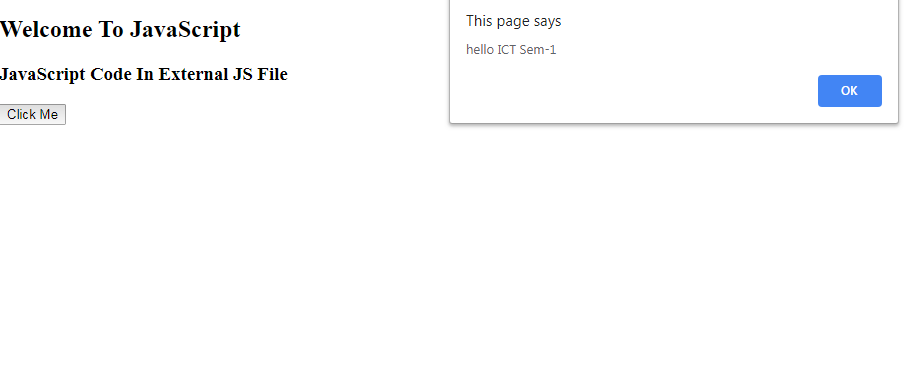 Welcome To JavaScript
JavaScript Code In External JS File
Click Me
This page says
hello ICT Sem-1
OK